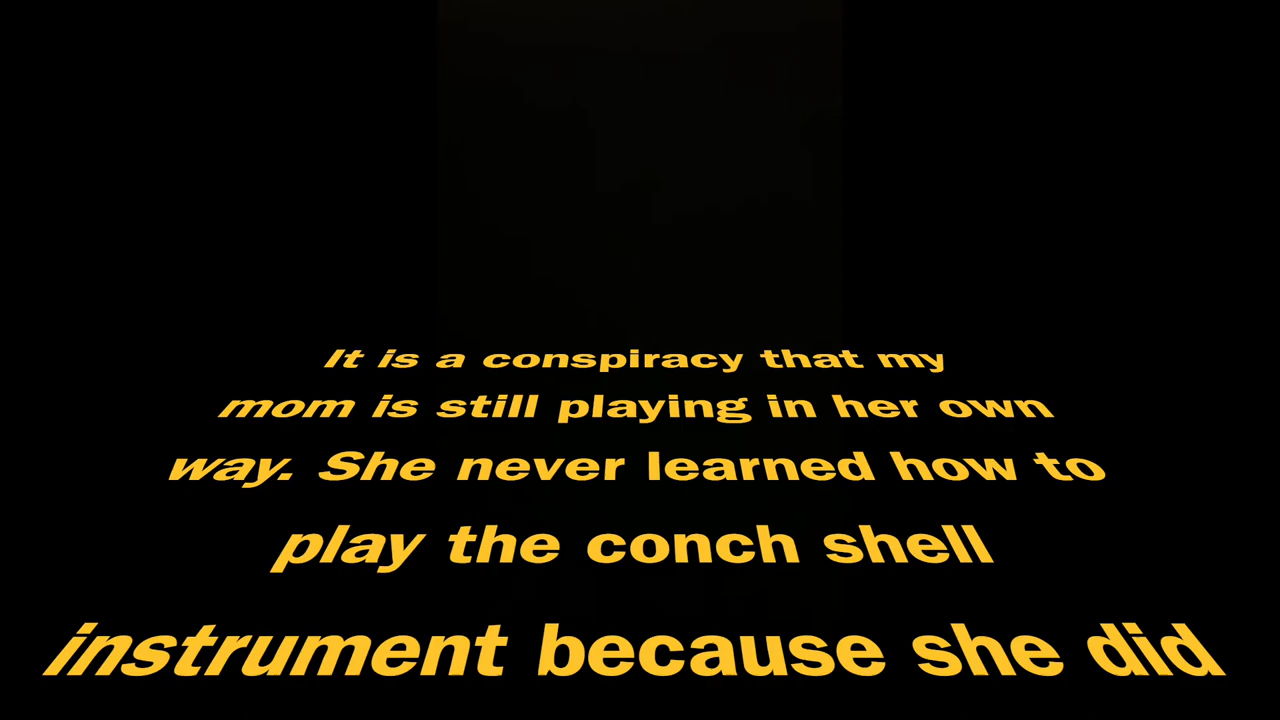 It is a conspiracy that my
mom is still playing in her own
way. She never learned how to
play the conch shell
instrument because she did